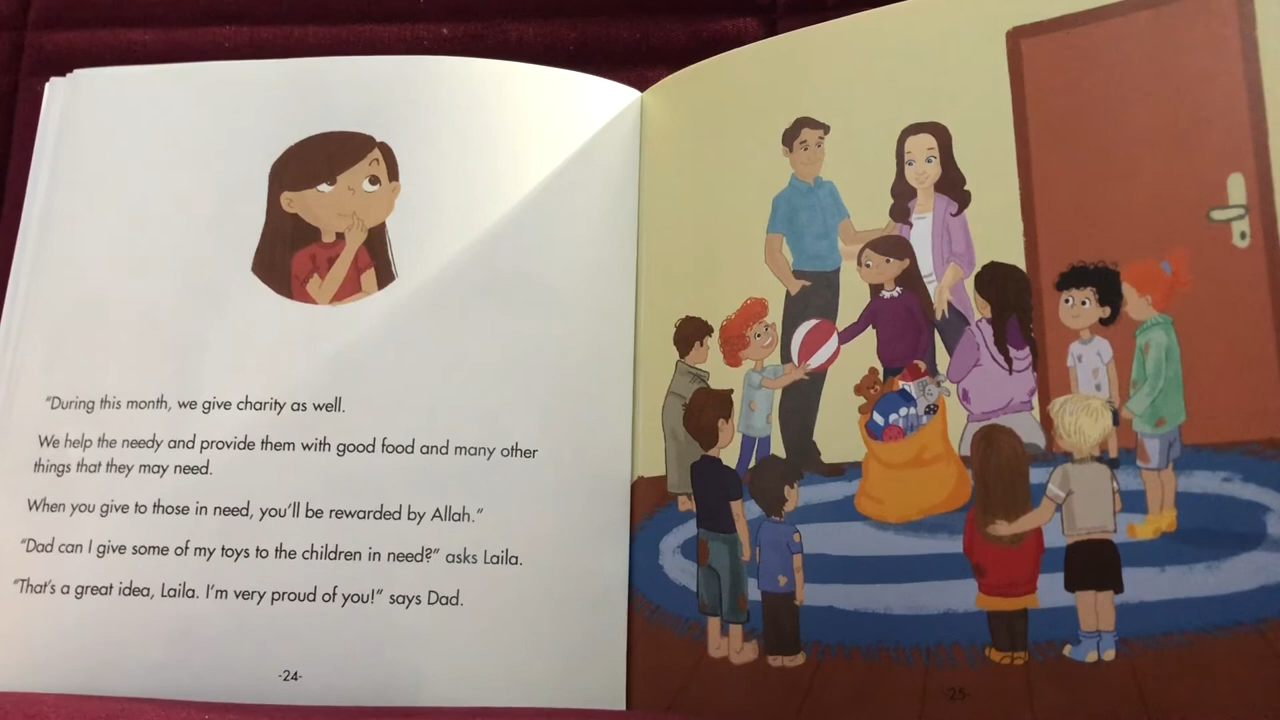 “During this month, we give charity as well.
We help the needy and provide them with good food and many other
things that they may need.
When you give to those in need, you’ll be rewarded by Allah.”
“Dad can I give some of my toys to the children in need?” asks Laila.
“That’s a great idea, Laila. I’m very proud of you!” says Dad.
-24-
-25-